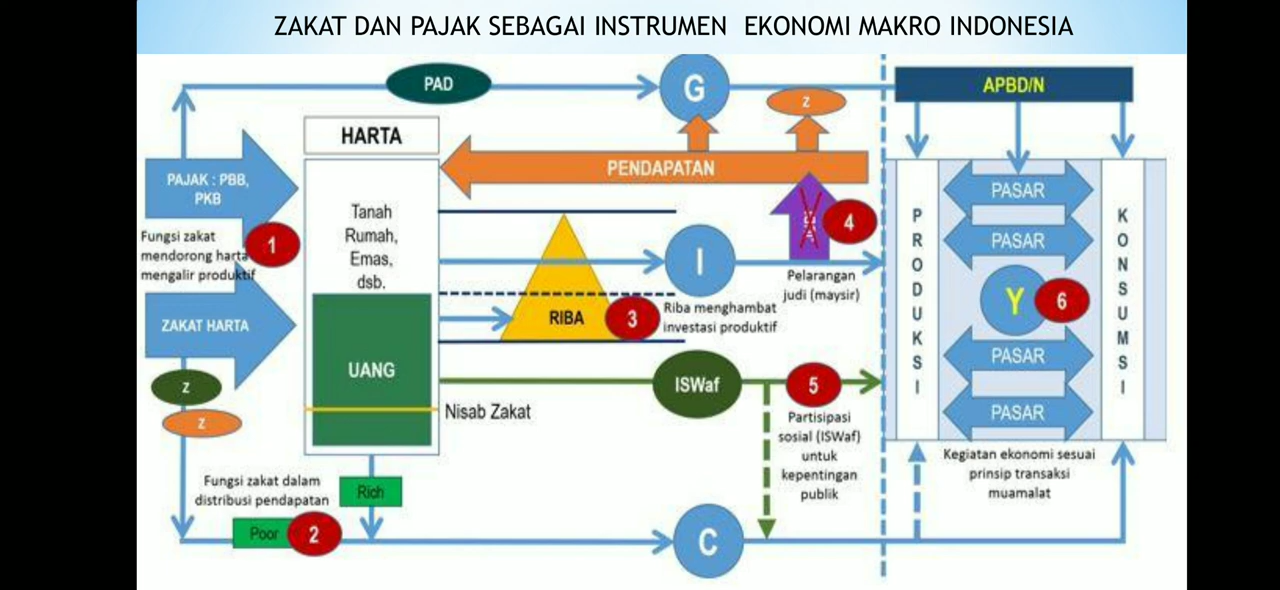 ZAKAT DAN PAJAK SEBAGAI INSTRUMEN EKONOMI MAKRO INDONESIA
PAD
G
Z
APBD/N
HARTA
PENDAPATAN
PAJAK : PBB,
PKB
Fungsi zakat
mendorong harta
mengalir produktif
1
ZAKAT HARTA
Z
Z
Tanah
Rumah,
Emas,
dsb.
UANG
Nisab Zakat
RIBA
3
Riba menghambat
investasi produktif
I
4
Pelarangan
judi (maysir)
ISWaf
5
Partisipasi
sosial (ISWaf)
untuk
kepentingan
publik
Fungsi zakat dalam
distribusi pendapatan
Rich
Poor
2
C
P
R
O
D
U
K
S
I
PASAR
PASAR
Y
6
PASAR
PASAR
K
O
N
S
U
M
S
I
Kegiatan ekonomi sesuai
prinsip transaksi
muamalat